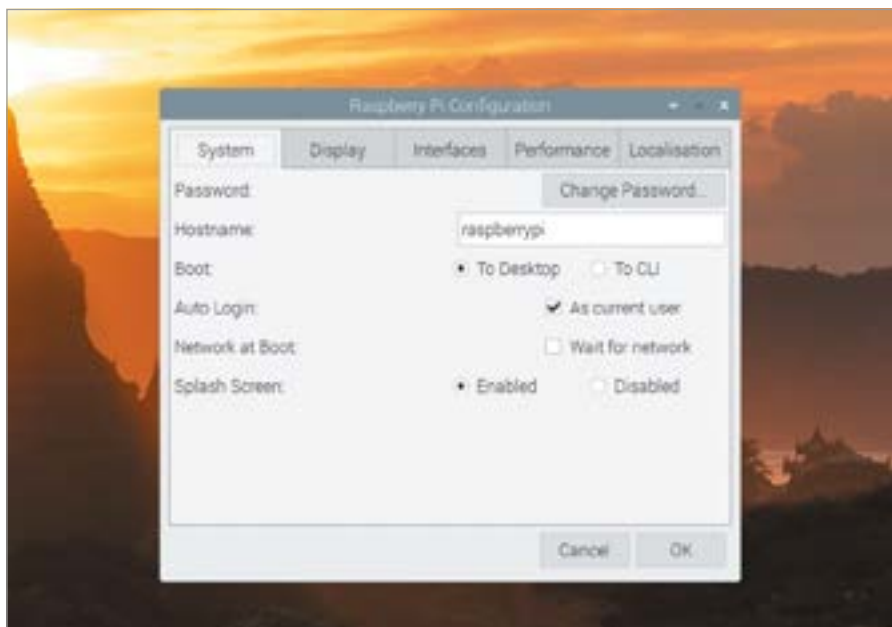 Raspberry Pi Configuration
System Display Interfaces Performance Localisation
Password: Change Password...
Hostname: raspberrypi
Boot: To Desktop To CLI
Auto Login: As current user
Network at Boot: Wait for network
Splash Screen: Enabled Disabled
Cancel OK